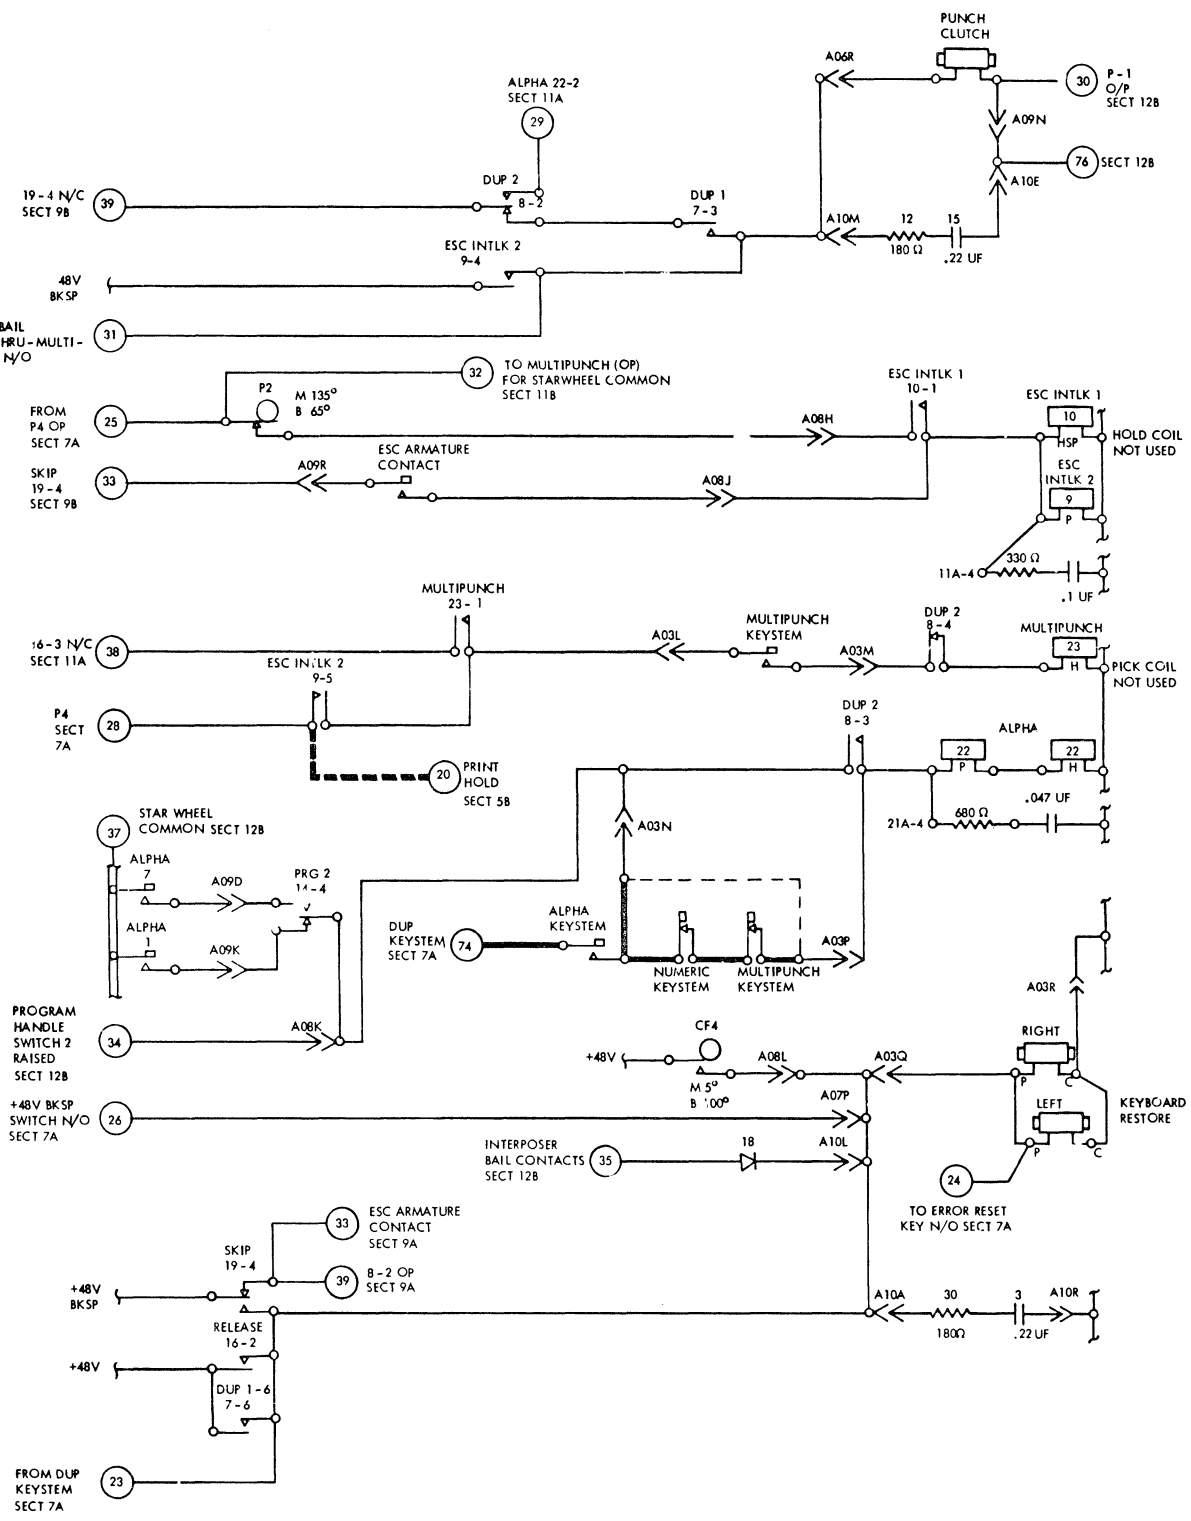 PUNCH
CLUTCH
A06R
30
P-1
O/P
SECT 12B
ALPHA 22-2
SECT 11A
29
A09N
76
SECT 12B
A10E
DUP 2
8-2
19-4 N/C
SECT 9B
39
DUP 1
7-3
A10M
12
180 Ω
15
.22 UF
ESC INTLK 2
9-4
48V
BKSP
BAIL
HRU-MULTI-
N/O
31
32
TO MULTIPUNCH (OP)
FOR STARWHEEL COMMON
SECT 11B
P2
M 135°
B 65°
FROM
P4 OP
SECT 7A
25
ESC INTLK 1
10-1
A08H
ESC INTLK 1
10
HSP
HOLD COIL
NOT USED
SKIP
19-4
SECT 9B
33
A09R
ESC ARMATURE
CONTACT
A08J
ESC
INTLK 2
9
P
11A-4
330 Ω
.1 UF
MULTIPUNCH
23-1
16-3 N/C
SECT 11A
38
A03L
MULTIPUNCH
KEYSTEM
A03M
DUP 2
8-4
MULTIPUNCH
23
H
PICK COIL
NOT USED
ESC INTLK 2
9-5
P4
SECT
7A
28
20
PRINT
HOLD
SECT 5B
DUP 2
8-3
ALPHA
22
P
22
H
.047 UF
21A-4
680 Ω
37
STAR WHEEL
COMMON SECT 12B
ALPHA
7
A09D
PRG 2
14-4
ALPHA
1
A09K
A03N
ALPHA
KEYSTEM
DUP
KEYSTEM
SECT 7A
74
NUMERIC
KEYSTEM
MULTIPUNCH
KEYSTEM
A03P
PROGRAM
HANDLE
SWITCH 2
RAISED
SECT 12B
34
A08K
A03R
CF4
+48V
M 5°
B 100°
A08L
A03Q
RIGHT
P
C
LEFT
P
C
KEYBOARD
RESTORE
+48V BKSP
SWITCH N/O
SECT 7A
26
A07P
INTERPOSER
BAIL CONTACTS
SECT 12B
35
18
A10L
24
TO ERROR RESET
KEY N/O SECT 7A
33
ESC ARMATURE
CONTACT
SECT 9A
SKIP
19-4
39
8-2 OP
SECT 9A
+48V
BKSP
A10A
30
180Ω
3
.22 UF
A10R
RELEASE
16-2
+48V
DUP 1-6
7-6
FROM DUP
KEYSTEM
SECT 7A
23